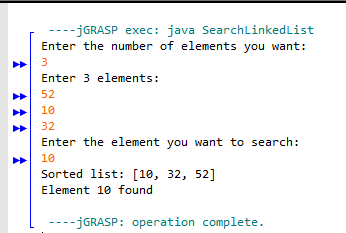 ----jGRASP exec: java SearchLinkedList
Enter the number of elements you want:
3
Enter 3 elements:
52
10
32
Enter the element you want to search:
10
Sorted list: [10, 32, 52]
Element 10 found
----jGRASP: operation complete.